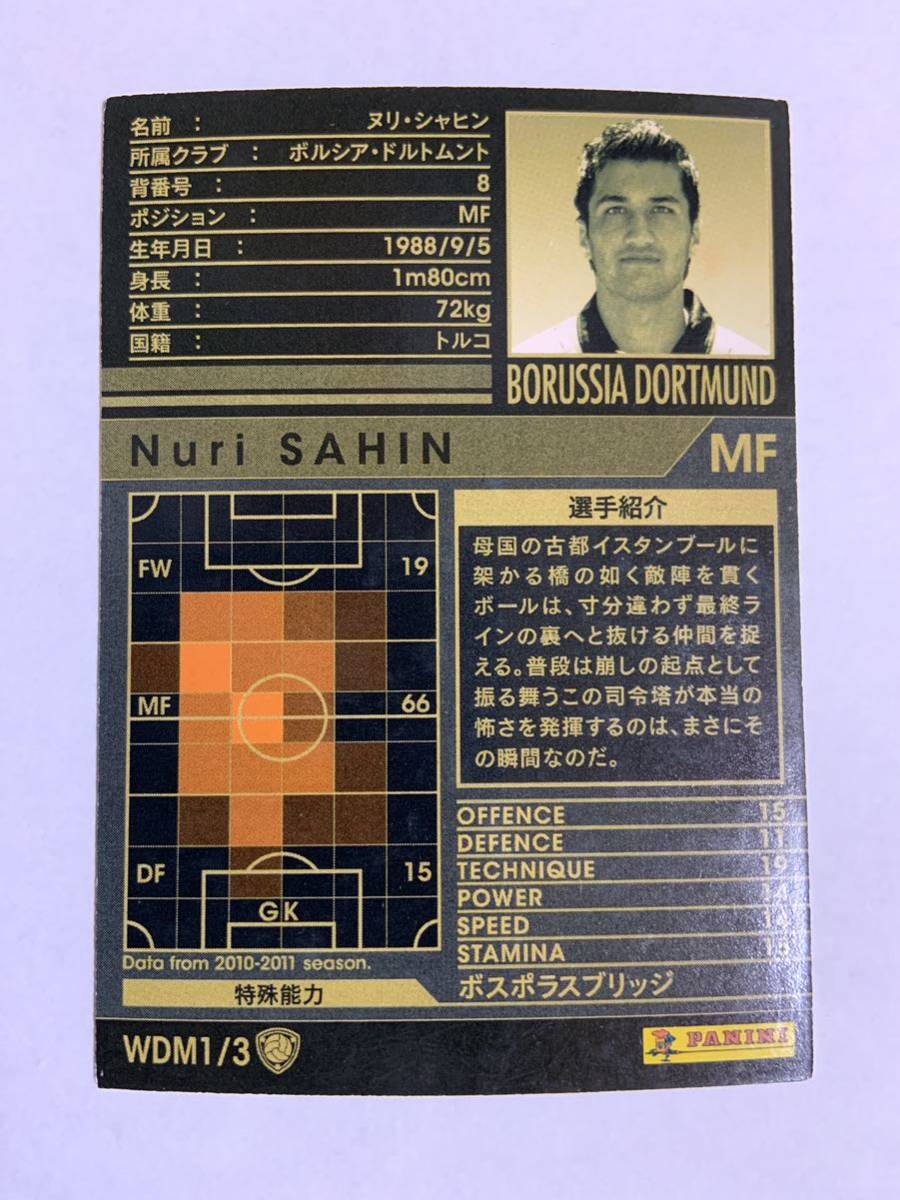 名前 : ヌリ・シャヒン
所属クラブ : ボルシア・ドルトムント
背番号 : 8
ポジション : MF
生年月日 : 1988/9/5
身長 : 1m80cm
体重 : 72kg
国籍 : トルコ
BORUSSIA DORTMUND
Nuri SAHIN
MF
FW 19
MF 66
DF 15
GK
Data from 2010-2011 season.
選手紹介
母国の古都イスタンブールに
架かる橋の如く敵陣を貫く
ボールは、寸分違わず最終ラ
インの裏へと抜ける仲間を捉
える。普段は崩しの起点として
振る舞うこの司令塔が本当の
怖さを発揮するのは、まさにそ
の瞬間なのだ。
OFFENCE 15
DEFENCE 11
TECHNIQUE 19
POWER
SPEED
STAMINA
特殊能力
ボスポラスブリッジ
WDM1/3
PANINI